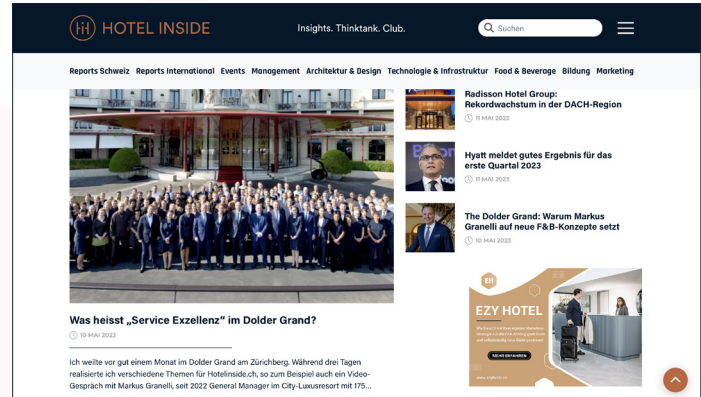 HOTEL INSIDE
Insights. Thinktank. Club.
Suchen
Reports Schweiz Reports International Events Management Architektur & Design Technologie & Infrastruktur Food & Beverage Bildung Marketing
Radisson Hotel Group:
Rekordwachstum in der DACH-Region
11 MAI 2023
Hyatt meldet gutes Ergebnis für das
erste Quartal 2023
11 MAI 2023
The Dolder Grand: Warum Markus
Granelli auf neue F&B-Konzepte setzt
10 MAI 2023
Was heisst „Service Exzellenz“ im Dolder Grand?
10 MAI 2023
Ich weilte vor gut einem Monat im Dolder Grand am Zürichberg. Während drei Tagen
realisierte ich verschiedene Themen für Hotelinside.ch, so zum Beispiel auch ein Video-
Gespräch mit Markus Granelli, seit 2022 General Manager im City-Luxusresort mit 175...
EH
EZY HOTEL
MEHR ERFAHREN